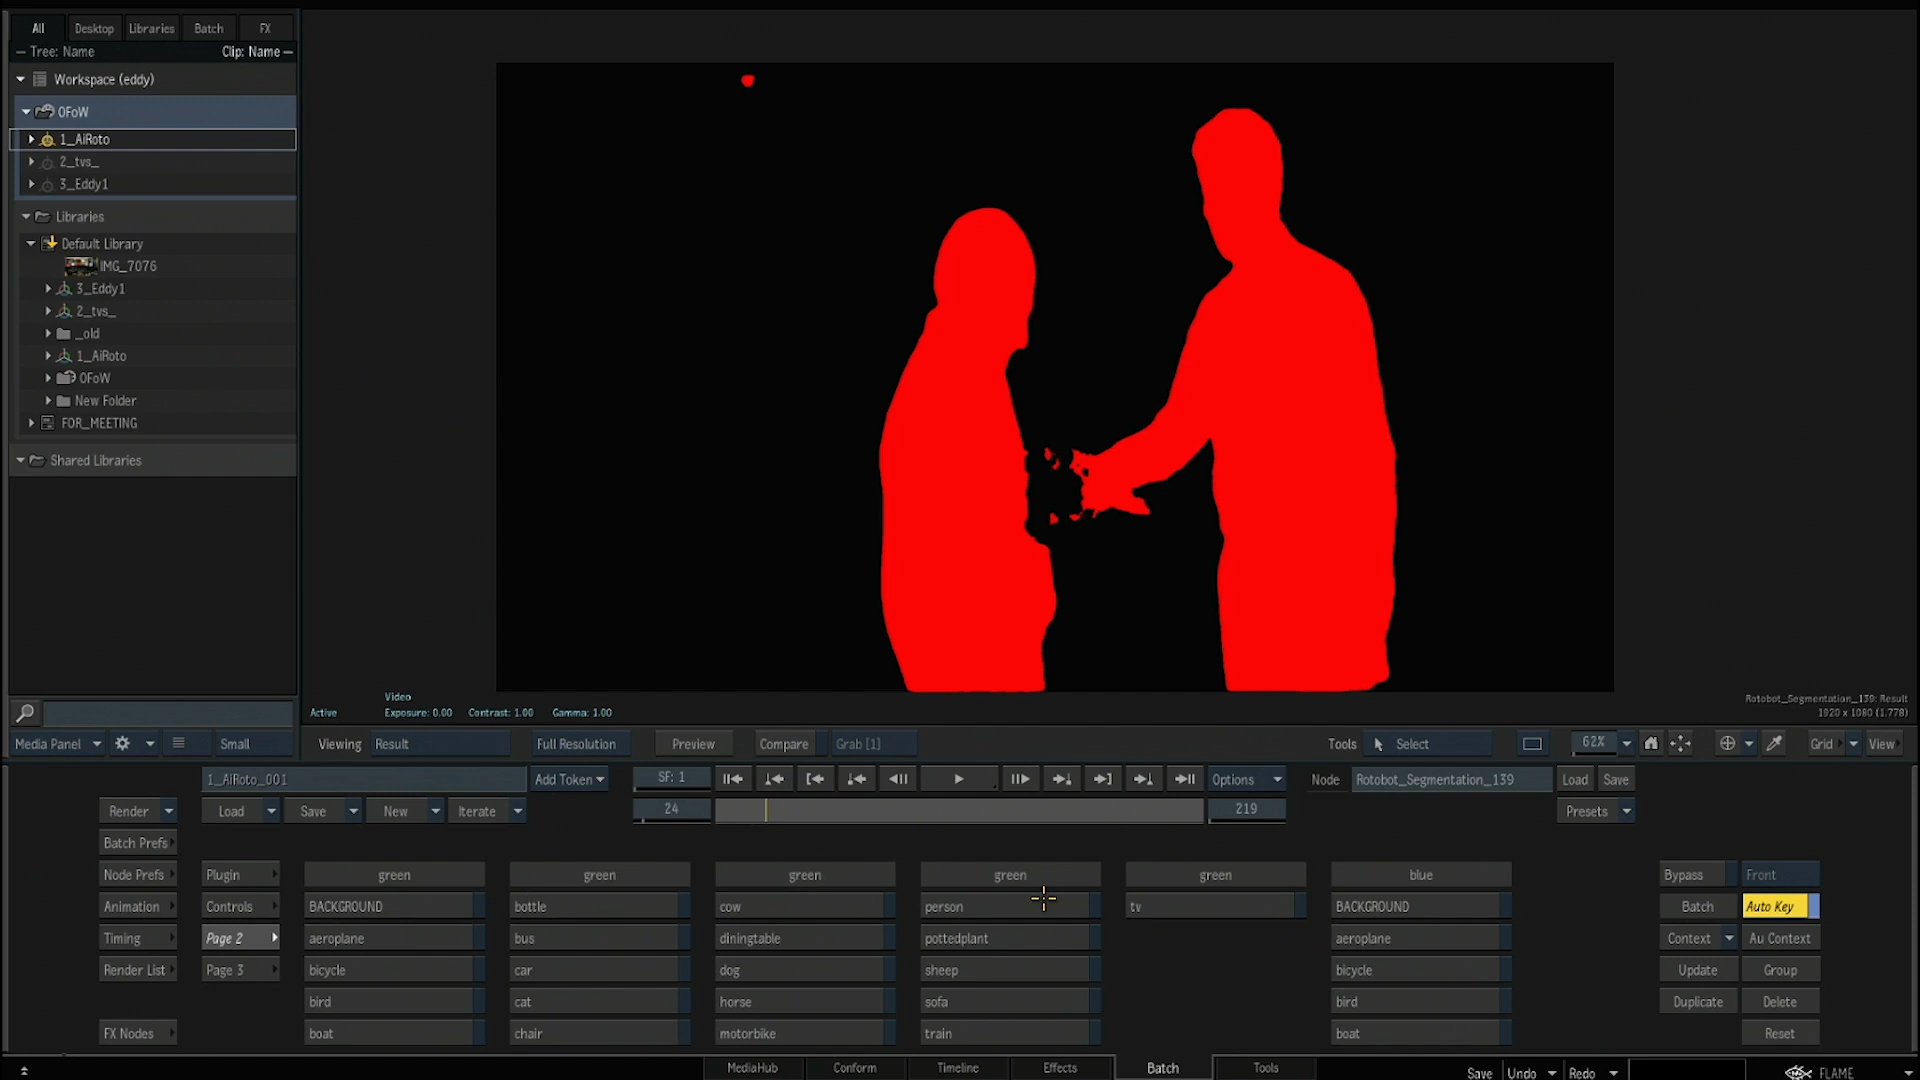 All Desktop Libraries Batch FX
Tree: Name Clip: Name
Workspace (eddy)
OFoW
1_AiRoto
2_tvs_
3_Eddy1
Libraries
Default Library
IMG_7076
3_Eddy1
2_tvs_
_old
1_AiRoto
OFoW
New Folder
FOR_MEETING
Shared Libraries
Video
Active Exposure: 0.00 Contrast: 1.00 Gamma: 1.00
Rotobot_Segmentation_139: Result
1920 x 1080 (1.778)
Media Panel Small Viewing Result Full Resolution Preview Compare Grab [1] Tools Select 62% Grid View
1_AiRoto_001 Add Token SF: 1 Options Node Rotobot_Segmentation_139 Load Save
Render Load Save New Iterate 24 219 Presets
Batch Prefs
Node Prefs Plugin green green green green green blue Bypass Front
Animation Controls BACKGROUND bottle cow person tv BACKGROUND Batch Auto Key
Timing Page 2 aeroplane bus diningtable pottedplant aeroplane Context Au Context
Render List Page 3 bicycle car dog sheep bicycle Update Group
bird cat horse sofa bird Duplicate Delete
FX Nodes boat chair motorbike train boat Reset
MediaHub Conform Timeline Effects Batch Tools Save Undo Redo FLAME